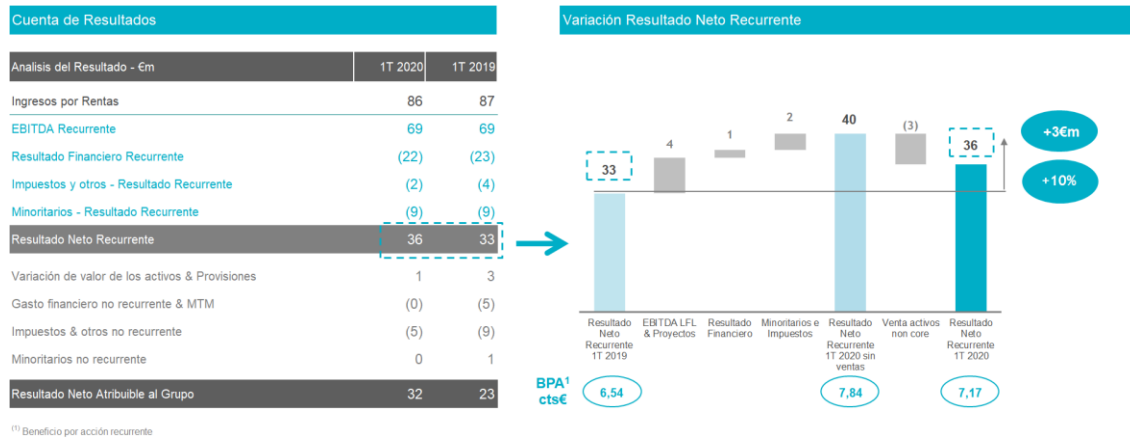 Cuenta de Resultados
Analisis del Resultado - €m 1T 2020 1T 2019
Ingresos por Rentas 86 87
EBITDA Recurrente 69 69
Resultado Financiero Recurrente (22) (23)
Impuestos y otros - Resultado Recurrente (2) (4)
Minoritarios - Resultado Recurrente (9) (9)
Resultado Neto Recurrente 36 33
Variación de valor de los activos & Provisiones 1 3
Gasto financiero no recurrente & MTM (0) (5)
Impuestos & otros no recurrente (5) (9)
Minoritarios no recurrente 0 1
Resultado Neto Atribuible al Grupo 32 23
(1) Beneficio por acción recurrente
Variación Resultado Neto Recurrente
33
4
1
2
40
(3)
36
+3€m
+10%
Resultado
Neto
Recurrente
1T 2019
EBITDA LFL
& Proyectos
Resultado
Financiero
Minoritarios e
Impuestos
Resultado
Neto
Recurrente
1T 2020 sin
ventas
Venta activos
non core
Resultado
Neto
Recurrente
1T 2020
BPA1
cts€
6,54
7,84
7,17